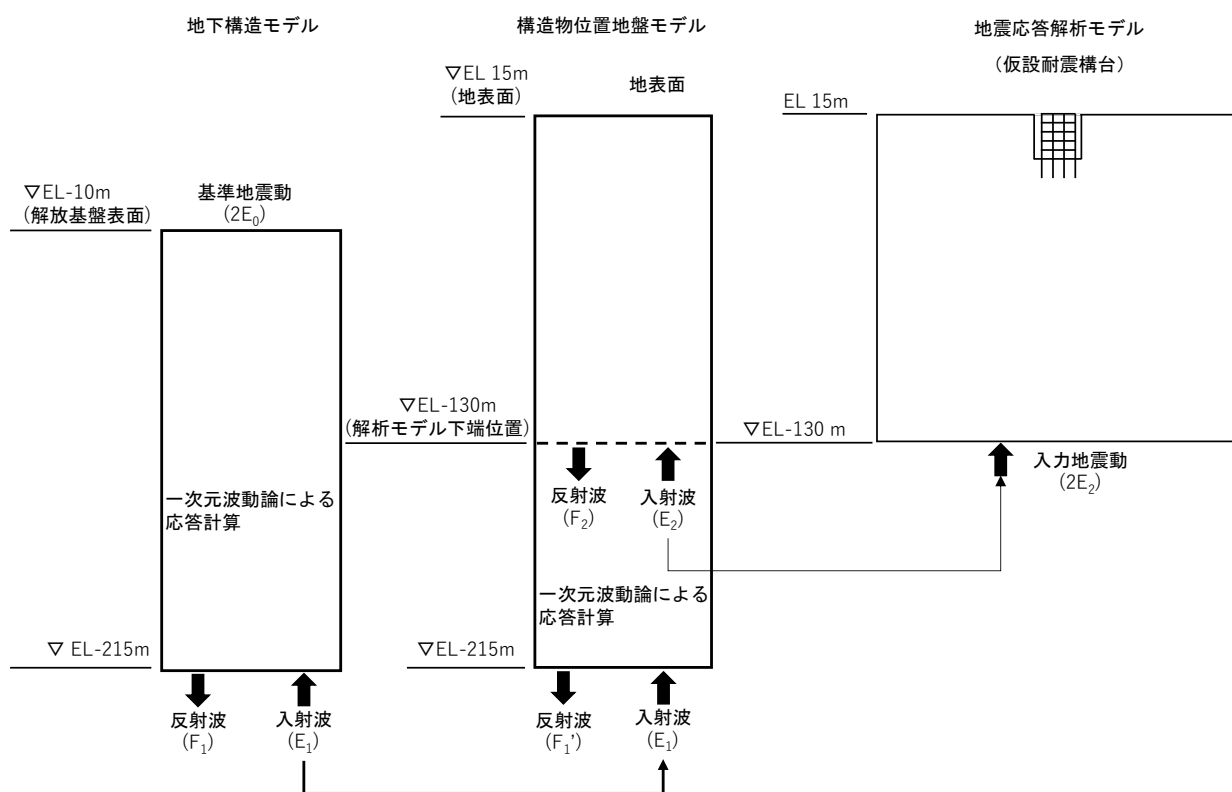 地下構造モデル
▽EL-10m
(解放基盤表面)
基準地震動
(2E₀)
一次元波動論による
応答計算
▽ EL-215m
反射波
(F₁)
入射波
(E₁)
構造物位置地盤モデル
▽EL 15m
(地表面)
地表面
▽EL-130m
(解析モデル下端位置)
反射波
(F₂)
入射波
(E₂)
一次元波動論による
応答計算
▽EL-215m
反射波
(F₁')
入射波
(E₁)
地震応答解析モデル
(仮設耐震構台)
EL 15m
▽EL-130 m
入力地震動
(2E₂)